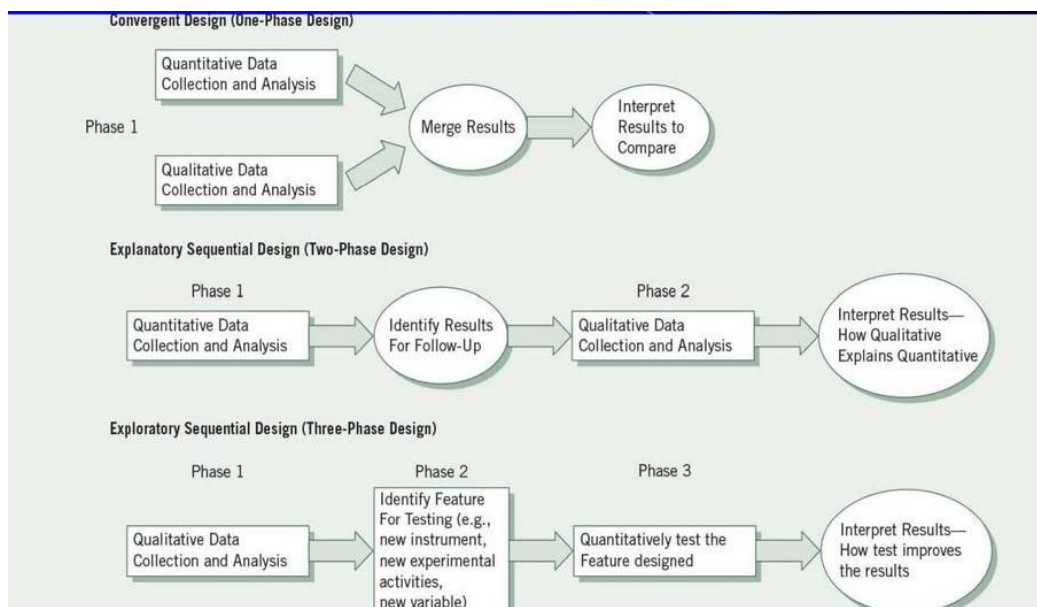 Convergent Design (One-Phase Design)
Quantitative Data
Collection and Analysis
Phase 1
Merge Results
Interpret
Results to
Compare
Qualitative Data
Collection and Analysis
Explanatory Sequential Design (Two-Phase Design)
Phase 1
Phase 2
Quantitative Data
Collection and Analysis
Identify Results
For Follow-Up
Qualitative Data
Collection and Analysis
Interpret Results—
How Qualitative
Explains Quantitative
Exploratory Sequential Design (Three-Phase Design)
Phase 1
Phase 2
Phase 3
Qualitative Data
Collection and Analysis
Identify Feature
For Testing (e.g.,
new instrument,
new experimental
activities,
new variable)
Quantitatively test the
Feature designed
Interpret Results—
How test improves
the results